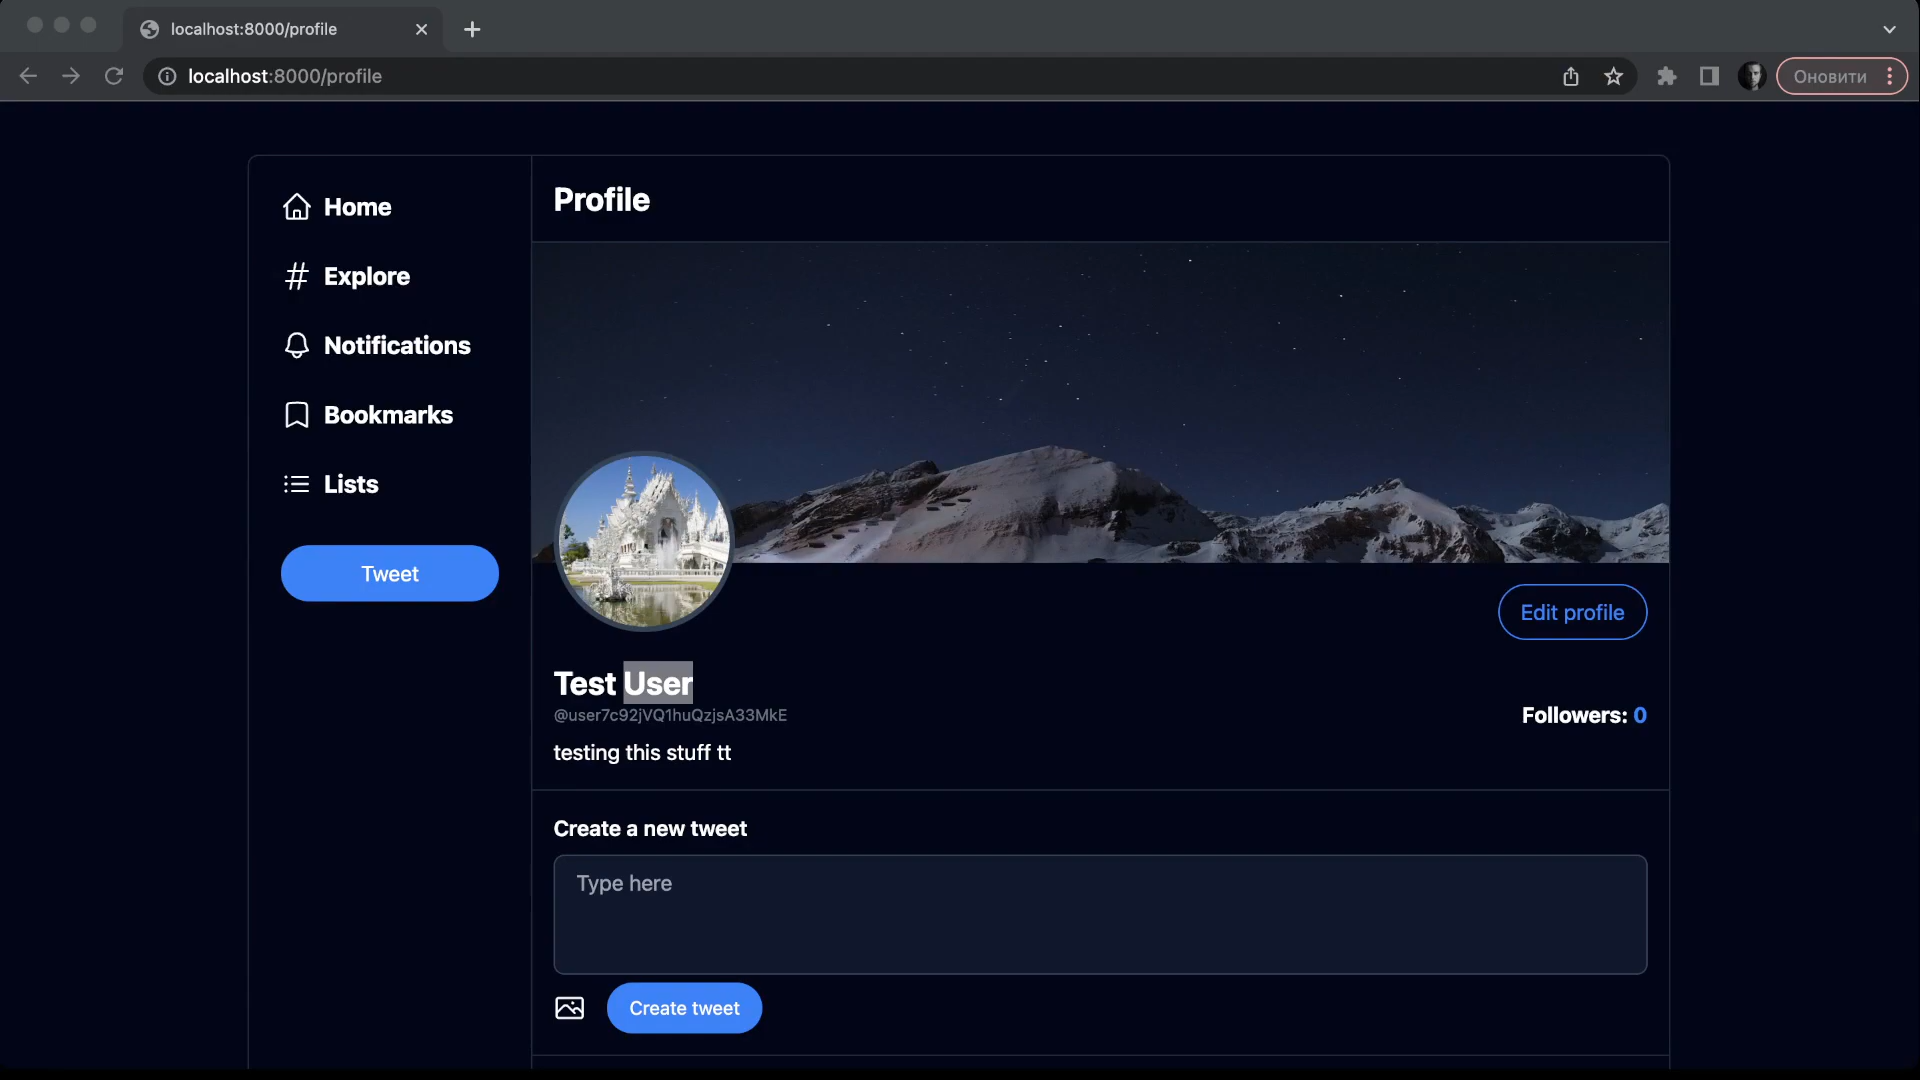 localhost:8000/profile
localhost:8000/profile
Оновити
Home
Explore
Notifications
Bookmarks
Lists
Tweet
Profile
Edit profile
Test User
@user7c92jVQ1huQzjsA33MkE
Followers: 0
testing this stuff tt
Create a new tweet
Type here
Create tweet